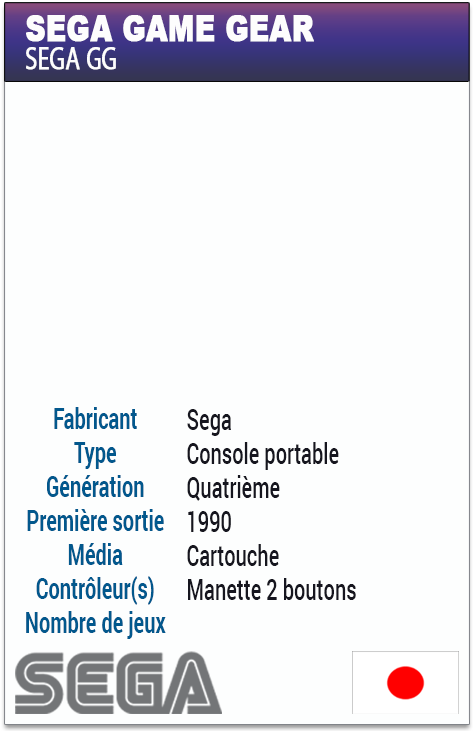 SEGA GAME GEAR
SEGA GG
Fabricant Sega
Type Console portable
Génération Quatrième
Première sortie 1990
Média Cartouche
Contrôleur(s) Manette 2 boutons
Nombre de jeux
SEGA